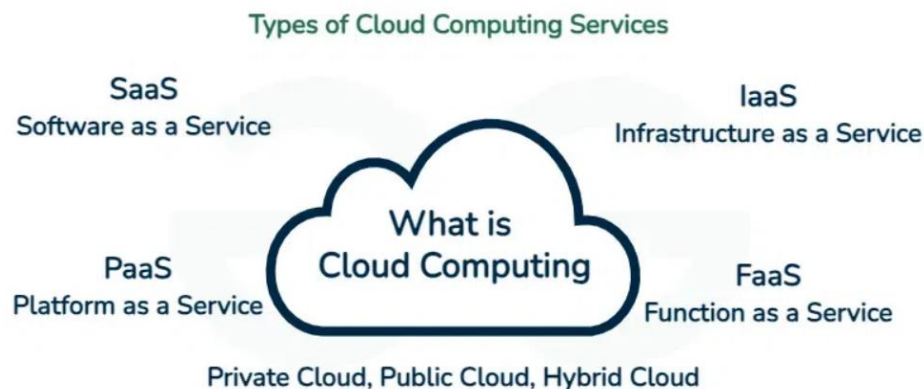 Types of Cloud Computing Services
SaaS
Software as a Service
IaaS
Infrastructure as a Service
What is
Cloud Computing
PaaS
Platform as a Service
FaaS
Function as a Service
Private Cloud, Public Cloud, Hybrid Cloud